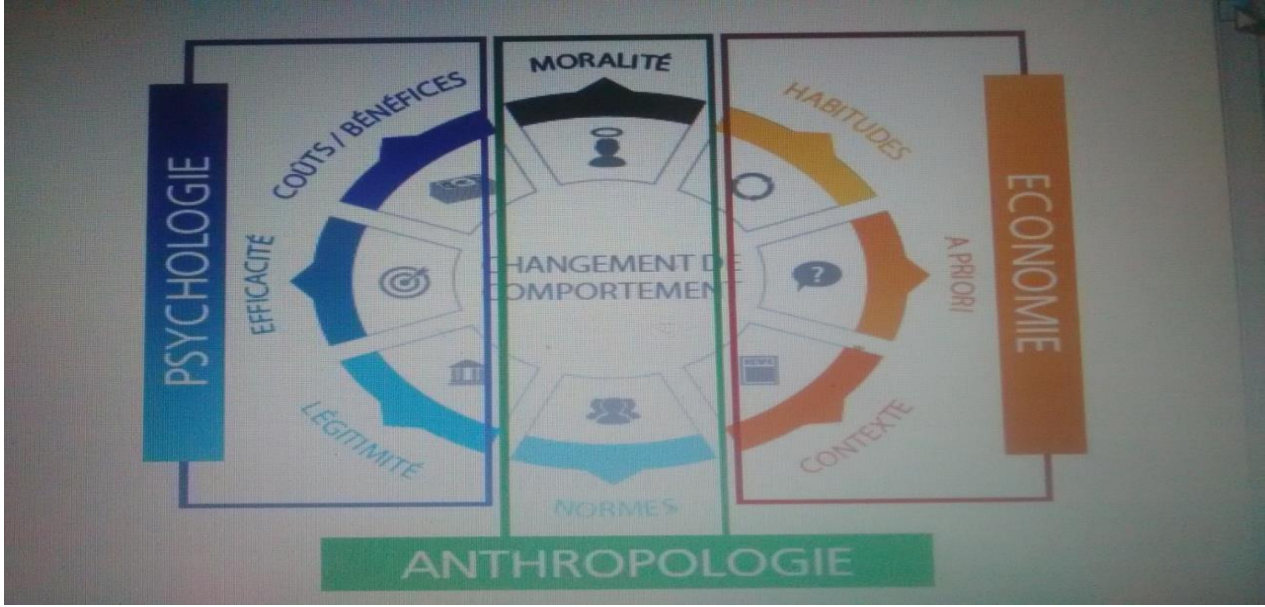 MORALITÉ
COÛTS / BÉNÉFICES
HABITUDES
PSYCHOLOGIE
EFFICACITÉ
CHANGEMENT DE
COMPORTEMENT
?
A PRIORI
ECONOMIE
LÉGITIMITÉ
CONTEXTE
NORMES
ANTHROPOLOGIE